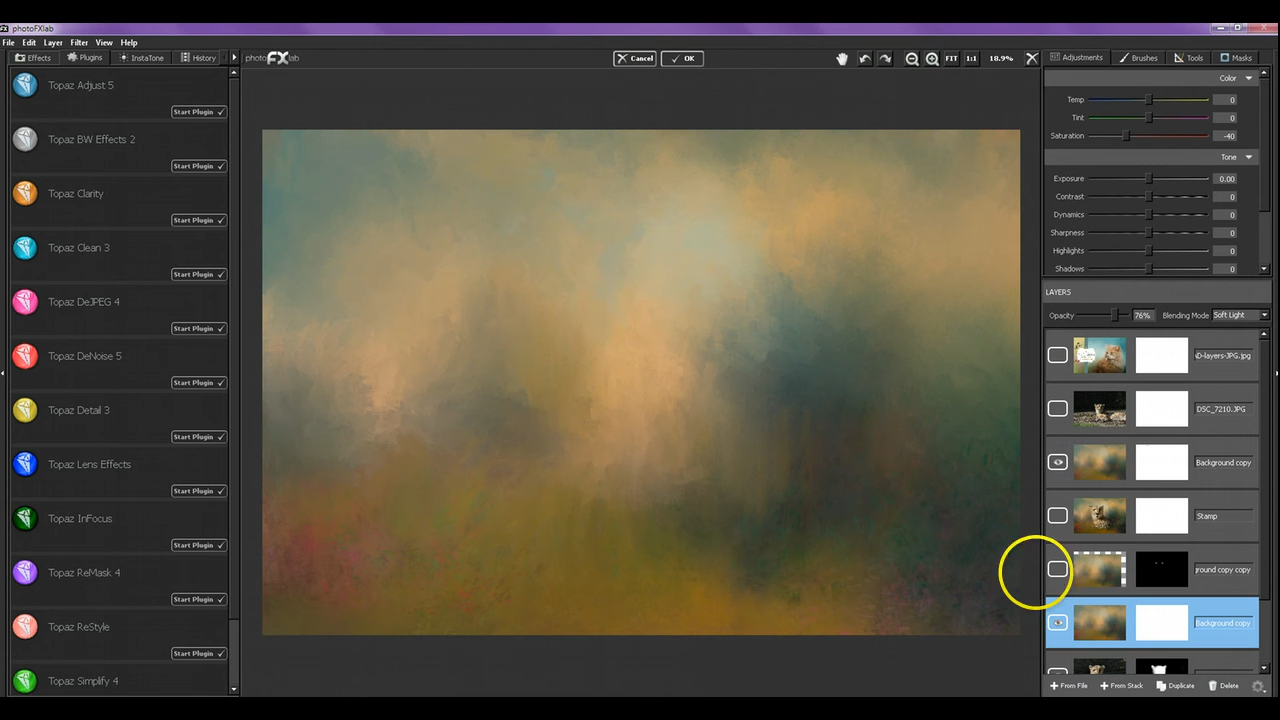 photoFXlab
File Edit Layer Filter View Help
Effects Plugins InstaTone History
photo FX lab
Cancel OK
FIT 1:1 18.9%
Adjustments Brushes Tools Masks
Topaz Adjust 5
Start Plugin
Topaz BW Effects 2
Start Plugin
Topaz Clarity
Start Plugin
Topaz Clean 3
Start Plugin
Topaz DeJPEG 4
Start Plugin
Topaz DeNoise 5
Start Plugin
Topaz Detail 3
Start Plugin
Topaz Lens Effects
Start Plugin
Topaz InFocus
Start Plugin
Topaz ReMask 4
Start Plugin
Topaz ReStyle
Start Plugin
Topaz Simplify 4
Color
Temp 0
Tint 0
Saturation -40
Tone
Exposure 0.00
Contrast 0
Dynamics 0
Sharpness 0
Highlights 0
Shadows 0
LAYERS
Opacity 76% Blending Mode Soft Light
D-layers-JPG.jpg
DSC_7210.JPG
Background copy
Stamp
round copy copy
Background copy
From File From Stack Duplicate Delete